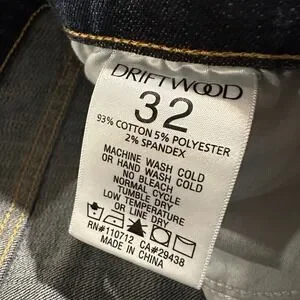 DRIFTWOOD
32
93% COTTON 5% POLYESTER
2% SPANDEX
MACHINE WASH COLD
OR HAND WASH COLD
NO BLEACH
NORMAL CYCLE
TUMBLE DRY
LOW TEMPERATURE
OR LINE DRY
RN#110712 CA#29438
MADE IN
CHINA